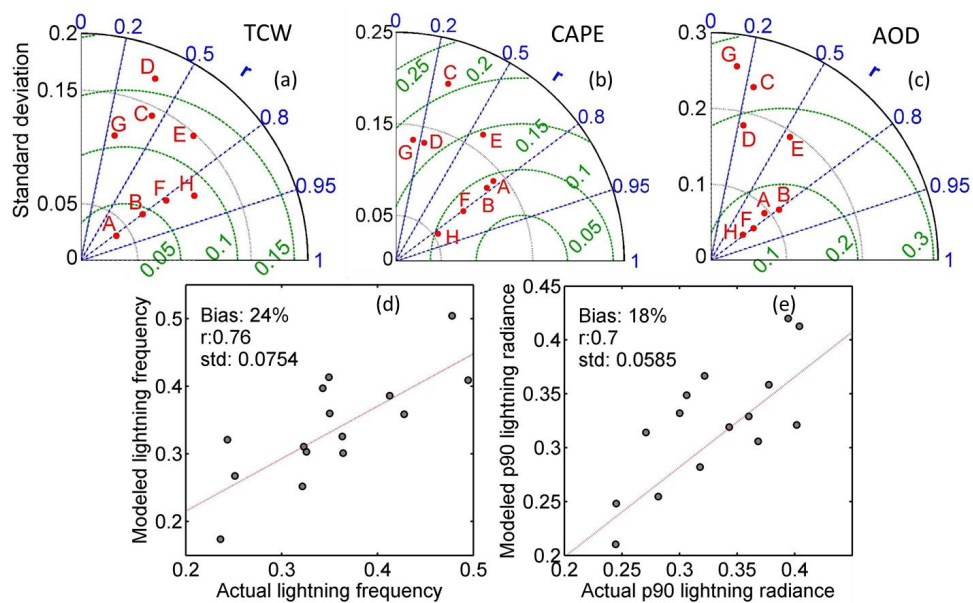 0 0.2 TCW
0.5
r
(a)
0.8
0.95
1
Standard deviation
0.15
0.05
0
D
C
E
G
F
H
B
A
0.05
0.1
0.15
0 0.2 CAPE
0.5
r
(b)
0.8
0.95
1
0.25
0.15
0.05
0
0.25
0.2
0.15
0.1
0.05
C
G
D
E
A
F
B
H
0 0.2 AOD
0.5
r
(c)
0.8
0.95
1
0.3
0.2
0.1
0
G
C
D
E
A
B
F
H
0.1
0.2
0.3
(d)
Bias: 24%
r:0.76
std: 0.0754
Modeled lightning frequency
0.5
0.4
0.3
0.2
0.2 0.3 0.4 0.5
Actual lightning frequency
(e)
Bias: 18%
r:0.7
std: 0.0585
Modeled p90 lightning radiance
0.45
0.4
0.35
0.3
0.25
0.2
0.2 0.25 0.3 0.35 0.4
Actual p90 lightning radiance